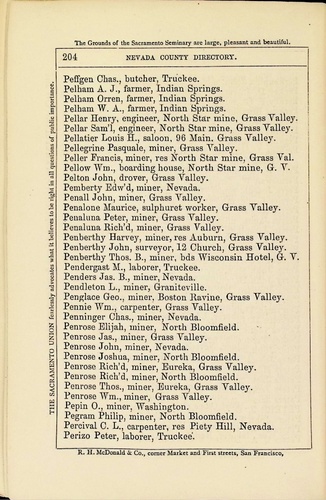 The Grounds of the Sacramento Seminary are large, pleasant and beautiful.
204 NEVADA COUNTY DIRECTORY.
Peffgen Chas., butcher, Truckee.
Pelham A. J., farmer, Indian Springs.
Pelham Orren, farmer, Indian Springs.
Pelham W. A., farmer, Indian Springs.
Pellar Henry, engineer, North Star mine, Grass Valley.
Pellar Sam'l, engineer, North Star mine, Grass Valley.
Pellatier Louis H., saloon, 96 Main, Grass Valley.
Pellegrine Pasquale, miner, Grass Valley.
Peller Francis, miner, res North Star mine, Grass Val.
Pellow Wm., boarding house, North Star mine, G. V.
Pelton John, drover, Grass Valley.
Pemberty Edw'd, miner, Nevada.
Penall John, miner, Grass Valley.
Penalone Maurice, sulphuret worker, Grass Valley.
Penaluna Peter, miner, Grass Valley.
Penaluna Rich'd, miner, Grass Valley.
Penberthy Harvey, miner, res Auburn, Grass Valley.
Penberthy John, surveyor, 12 Church, Grass Valley.
Penberthy Thos. B., miner, bds Wisconsin Hotel, G. V.
Pendergast M., laborer, Truckee.
Penders Jas. B., miner, Nevada.
Pendleton L., miner, Graniteville.
Penglace Geo., miner, Boston Ravine, Grass Valley.
Pennie Wm., carpenter, Grass Valley.
Penninger Chas., miner, Nevada.
Penrose Elijah, miner, North Bloomfield.
Penrose Jas., miner, Grass Valley.
Penrose John, miner, Nevada.
Penrose Joshua, miner, North Bloomfield.
Penrose Rich'd, miner, Eureka, Grass Valley.
Penrose Rich'd, miner, North Bloomfield.
Penrose Thos., miner, Eureka, Grass Valley.
Penrose Wm., miner, Grass Valley.
Pepin O., miner, Washington.
Pegram Philip, miner, North Bloomfield.
Percival C. L., carpenter, res Piety Hill, Nevada.
Perizo Peter, laborer, Truckee.
R. H. McDonald & Co., corner Market and First streets, San Francisco,
THE SACRAMENTO UNION fearlessly advocates what it believes to be right in all questions of public importance.